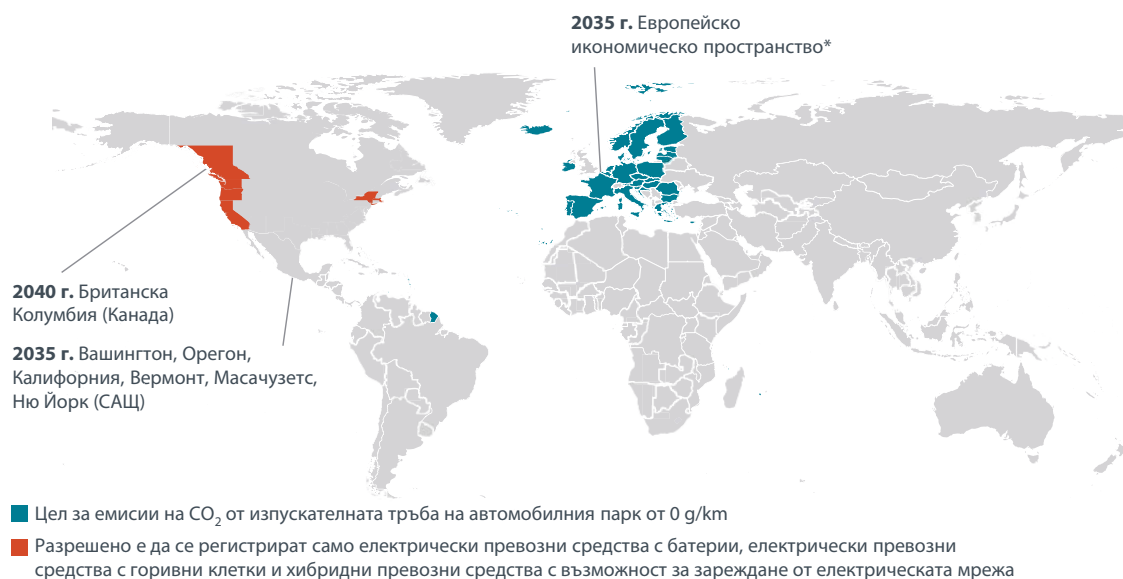 2035 г. Европейско
икономическо пространство*
2040 г. Британска
Колумбия (Канада)
2035 г. Вашингтон, Орегон,
Калифорния, Вермонт, Масачузетс,
Ню Йорк (САЩ)
Цел за емисии на CO₂ от изпускателната тръба на автомобилния парк от 0 g/km
Разрешено е да се регистрират само електрически превозни средства с батерии, електрически превозни
средства с горивни клетки и хибридни превозни средства с възможност за зареждане от електрическата мрежа